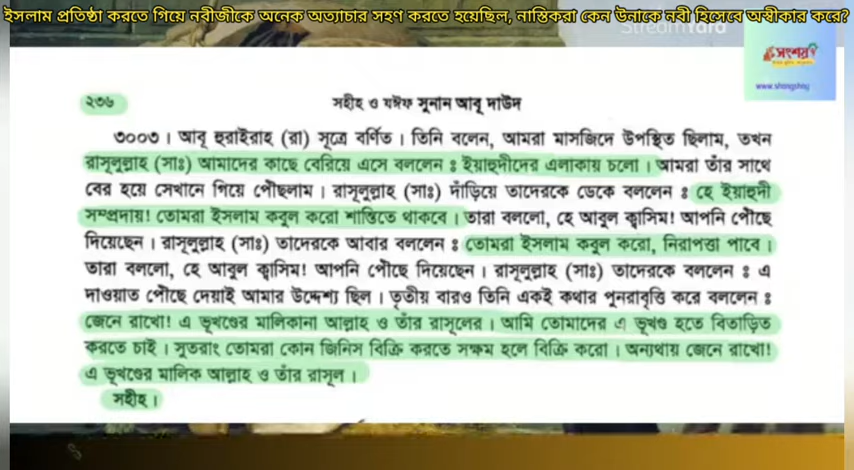 ইসলাম প্রতিষ্ঠা করতে গিয়ে নবীজীকে অনেক অত্যাচার সহ্য করতে হয়েছিল, নাস্তিকরা কেন উনাকে নবী হিসেবে অস্বীকার করে?
StreamYard
সংশয়
২৩৬
সহীহ ও যঈফ সুনান আবূ দাউদ
৩০০৩। আবূ হুরাইরাহ (রা) সূত্রে বর্ণিত। তিনি বলেন, আমরা মাসজিদে উপস্থিত ছিলাম, তখন
রাসূলুল্লাহ (সাঃ) আমাদের কাছে বেরিয়ে এসে বললেন ঃ ইয়াহুদীদের এলাকায় চলো। আমরা তাঁর সাথে
বের হয়ে সেখানে গিয়ে পৌছলাম। রাসূলুল্লাহ (সাঃ) দাঁড়িয়ে তাদেরকে ডেকে বললেন ঃ হে ইয়াহুদী
সম্প্রদায়! তোমরা ইসলাম কবুল করো শান্তিতে থাকবে। তারা বললো, হে আবুল ক্বাসিম! আপনি পৌছে
দিয়েছেন। রাসূলুল্লাহ (সাঃ) তাদেরকে আবার বললেন ঃ তোমরা ইসলাম কবুল করো, নিরাপত্তা পাবে।
তারা বললো, হে আবুল ক্বাসিম! আপনি পৌছে দিয়েছেন। রাসূলুল্লাহ (সাঃ) তাদেরকে বললেন ঃ এ
দাওয়াত পৌছে দেয়াই আমার উদ্দেশ্য ছিল। তৃতীয় বারও তিনি একই কথার পুনরাবৃত্তি করে বললেন ঃ
জেনে রাখো! এ ভূখণ্ডের মালিকানা আল্লাহ ও তাঁর রাসূলের। আমি তোমাদের এ ভূখণ্ড হতে বিতাড়িত
করতে চাই। সুতরাং তোমরা কোন জিনিস বিক্রি করতে সক্ষম হলে বিক্রি করো। অন্যথায় জেনে রাখো!
এ ভূখণ্ডের মালিক আল্লাহ ও তাঁর রাসূল।
সহীহ।